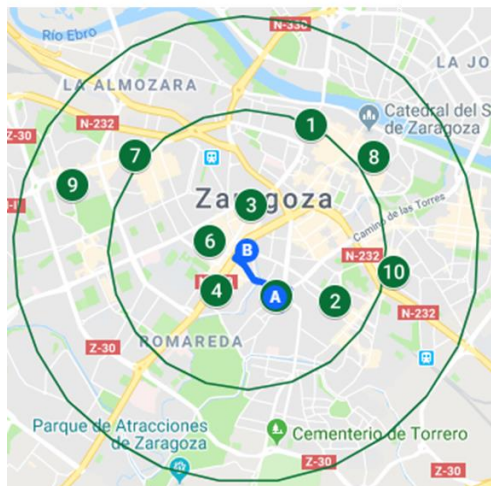 N-330
Río Ebro
LA JO
LA ALMOZARA
Catedral del S
de Zaragoza
Z-30
N-232
1
7
8
9
Zaragoza
3
Camino de las Torres
6
B
N-232
10
4
A
2
N-232
Z-30
ROMAREDA
Parque de Atracciones
de Zaragoza
Cementerio de Torrero
Z-30
Z-30